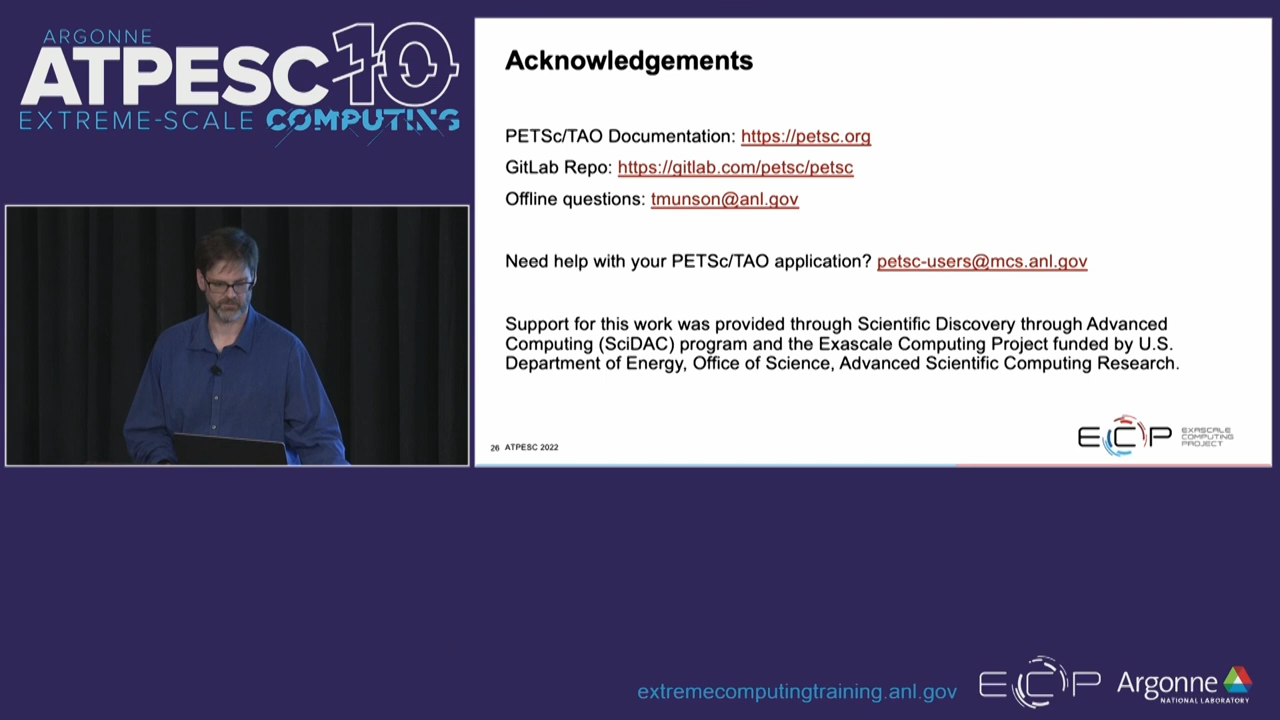 ARGONNE
ATPESC 10
EXTREME-SCALE COMPUTING
Acknowledgements
PETSc/TAO Documentation: https://petsc.org
GitLab Repo: https://gitlab.com/petsc/petsc
Offline questions: tmunson@anl.gov
Need help with your PETSc/TAO application? petsc-users@mcs.anl.gov
Support for this work was provided through Scientific Discovery through Advanced
Computing (SciDAC) program and the Exascale Computing Project funded by U.S.
Department of Energy, Office of Science, Advanced Scientific Computing Research.
26 ATPESC 2022
ECP
EXASCALE
COMPUTING
PROJECT
extremecomputingtraining.anl.gov
ECP
Argonne
NATIONAL LABORATORY